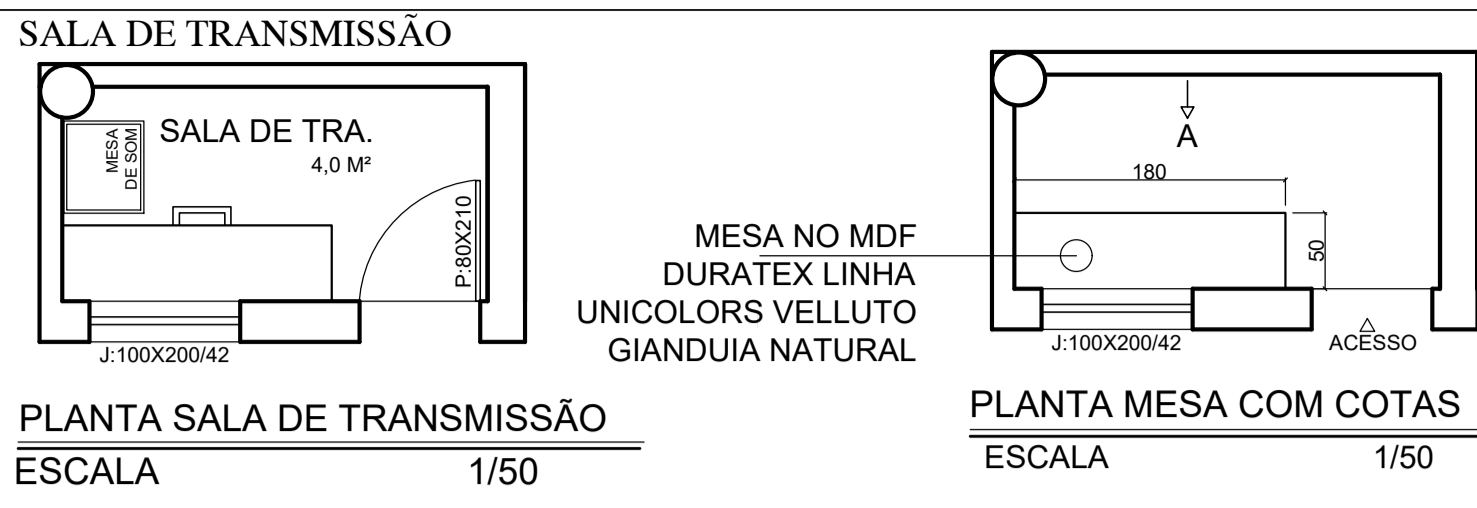 SALA DE TRANSMISSÃO
MESA
DE SOM
SALA DE TRA.
4,0 M²
P:80X210
J:100X200/42
PLANTA SALA DE TRANSMISSÃO
ESCALA 1/50
MESA NO MDF
DURATEX LINHA
UNICOLORS VELLUTO
GIANDUIA NATURAL
A
180
50
J:100X200/42
ACESSO
PLANTA MESA COM COTAS
ESCALA 1/50